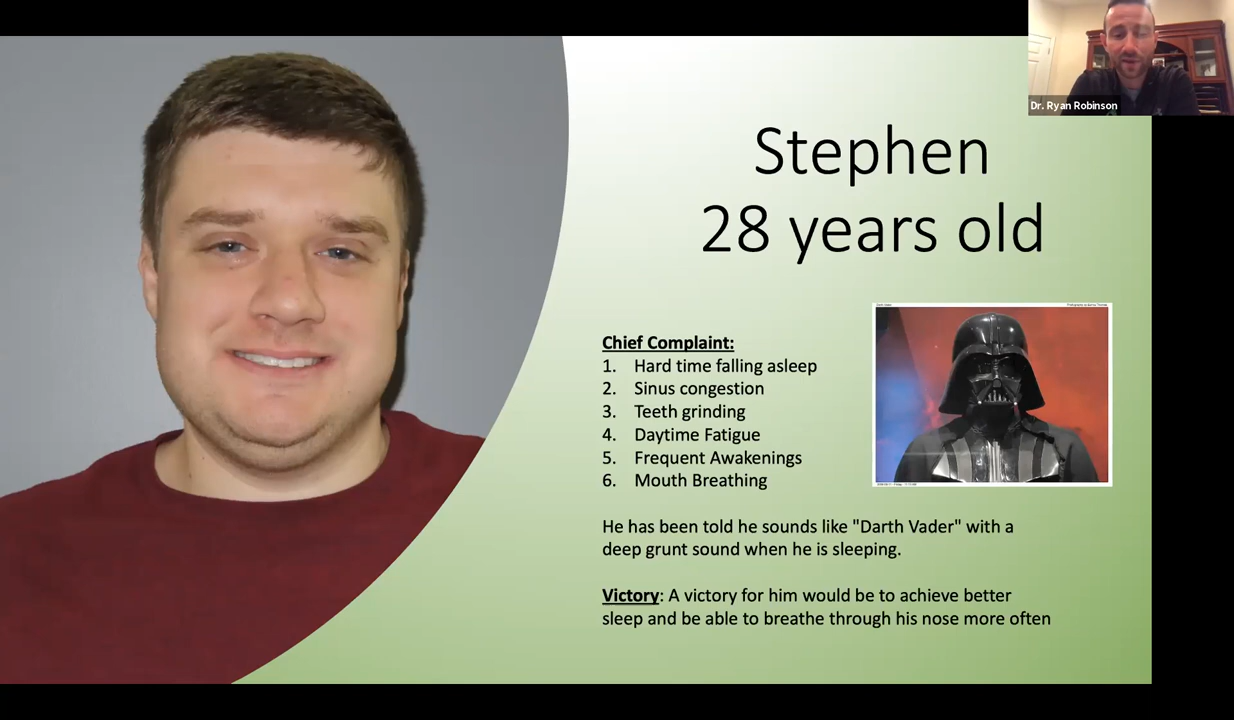 Dr. Ryan Robinson
Stephen
28 years old
Chief Complaint:
1. Hard time falling asleep
2. Sinus congestion
3. Teeth grinding
4. Daytime Fatigue
5. Frequent Awakenings
6. Mouth Breathing
He has been told he sounds like "Darth Vader" with a
deep grunt sound when he is sleeping.
Victory: A victory for him would be to achieve better
sleep and be able to breathe through his nose more often